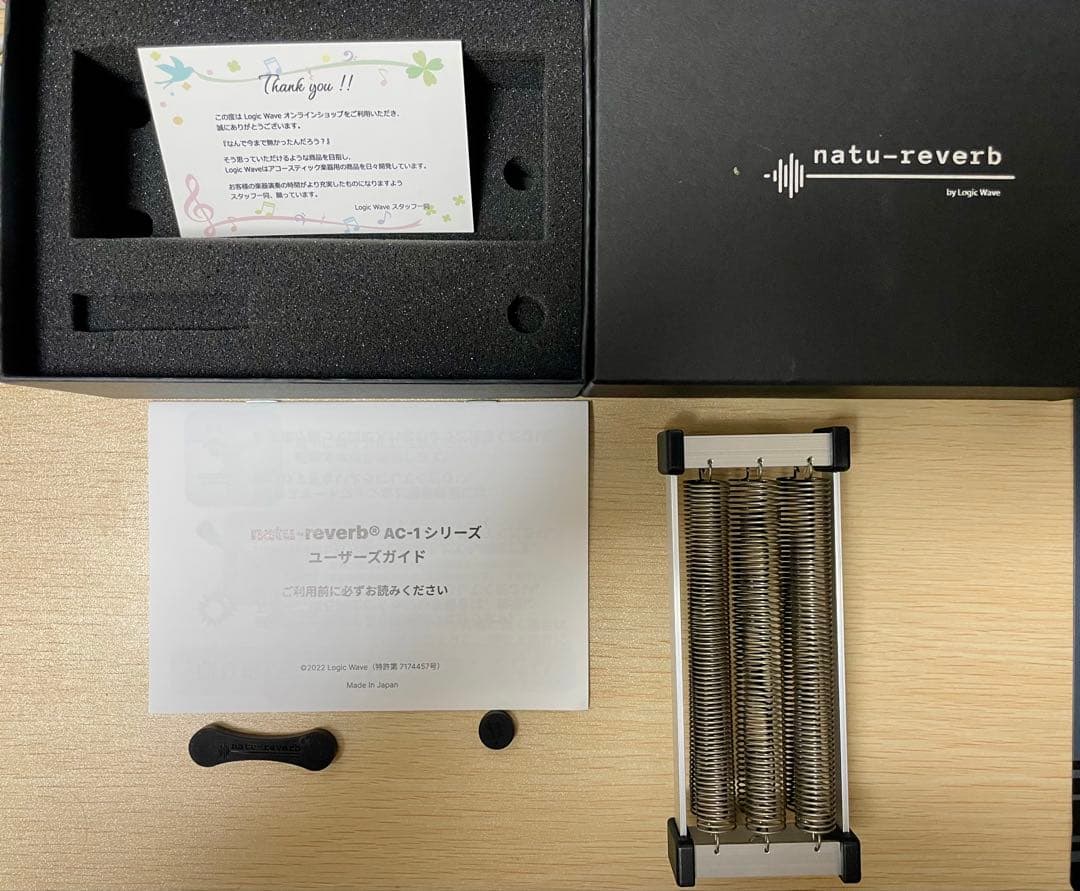 Thank you !!
この度は Logic Wave オンラインショップをご利用いただき、
誠にありがとうございます。
『なんで今まで無かったんだろう？』
そう思っていただけるような商品を目指し、
Logic Waveはアコースティック楽器用の商品を日々開発しています。
お客様の楽器演奏の時間がより充実したものになりますよう
スタッフ一同、願っています。
Logic Wave スタッフ一同
natu-reverb
by Logic Wave
natu-reverb® AC-1 シリーズ
ユーザーズガイド
ご利用前に必ずお読みください
©2022 Logic Wave（特許第 7174457号）
Made In Japan
natu-reverb